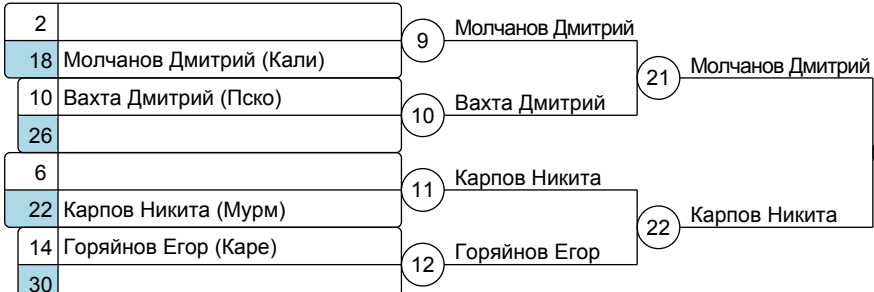 2
18 Молчанов Дмитрий (Кали)
9 Молчанов Дмитрий
10 Вахта Дмитрий (Пско)
26
10 Вахта Дмитрий
21 Молчанов Дмитрий
6
22 Карпов Никита (Мурм)
11 Карпов Никита
14 Горяйнов Егор (Каре)
30
12 Горяйнов Егор
22 Карпов Никита